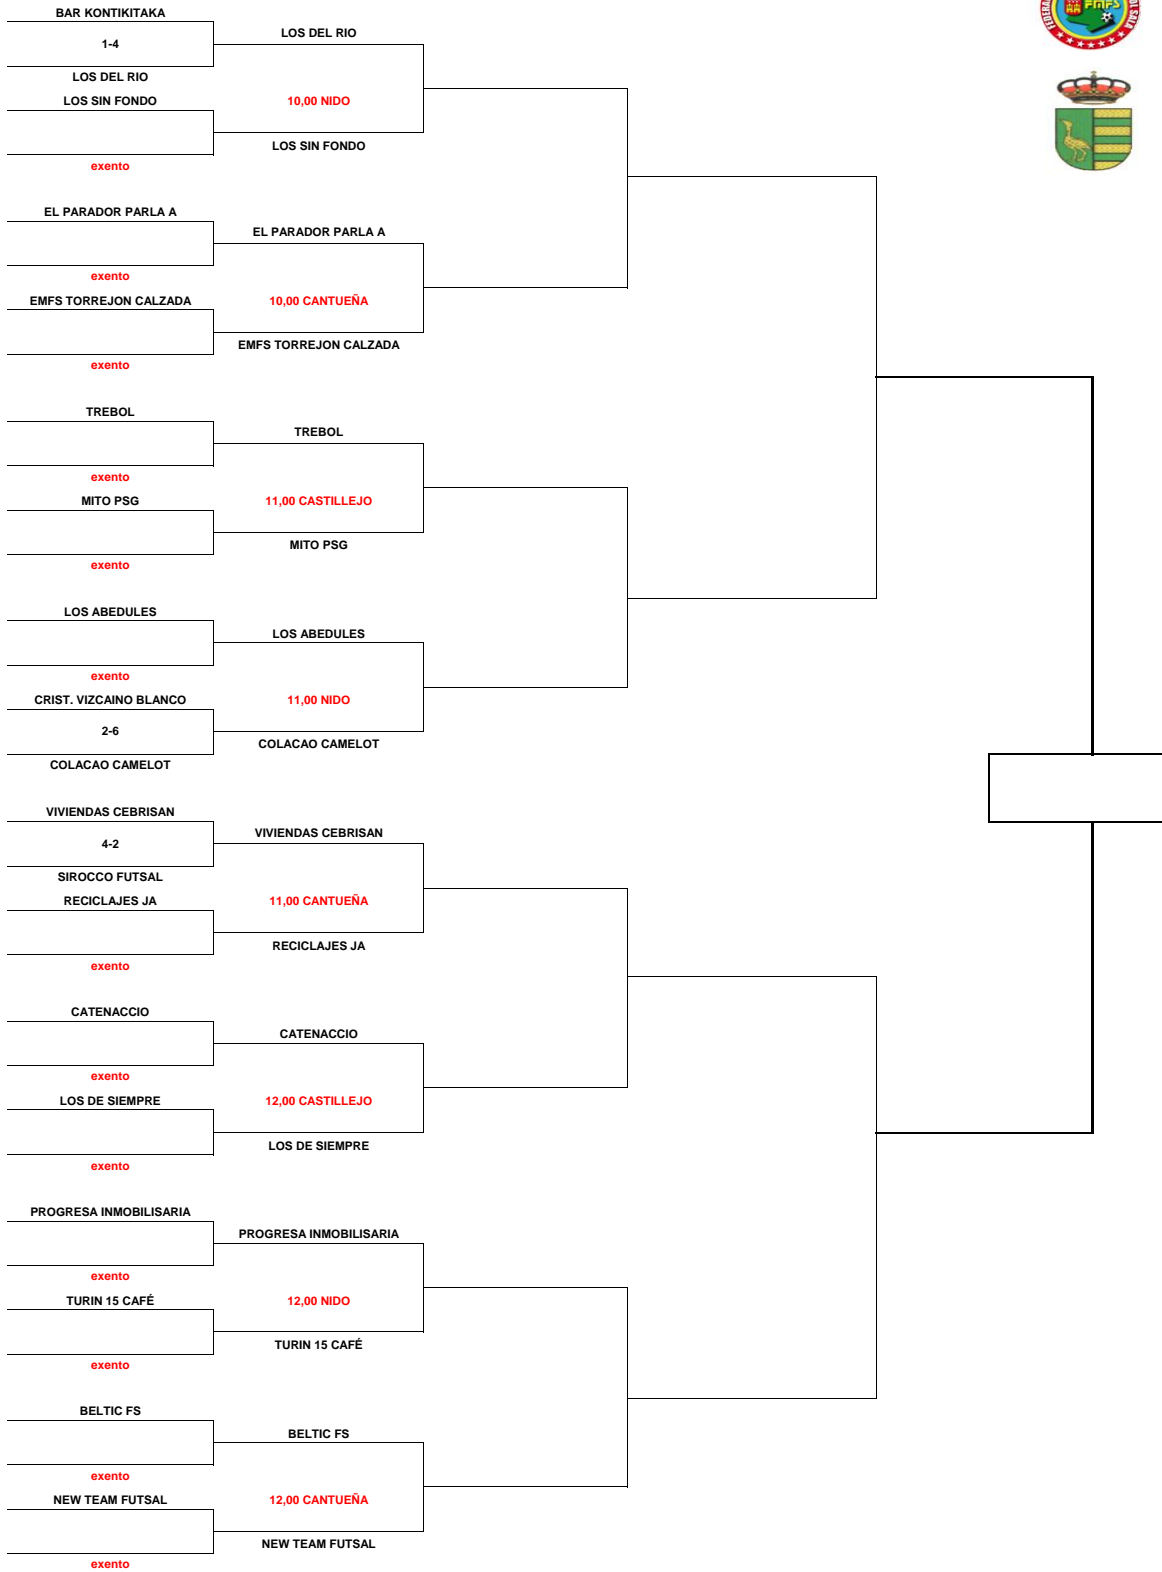 BAR KONTIKITAKA
1-4
LOS DEL RIO
LOS DEL RIO
LOS SIN FONDO
10,00 NIDO
LOS SIN FONDO
exento
EL PARADOR PARLA A
EL PARADOR PARLA A
exento
EMFS TORREJON CALZADA
10,00 CANTUEÑA
EMFS TORREJON CALZADA
exento
TREBOL
TREBOL
exento
MITO PSG
11,00 CASTILLEJO
MITO PSG
exento
LOS ABEDULES
LOS ABEDULES
exento
CRIST. VIZCAINO BLANCO
11,00 NIDO
2-6
COLACAO CAMELOT
COLACAO CAMELOT
VIVIENDAS CEBRISAN
VIVIENDAS CEBRISAN
4-2
SIROCCO FUTSAL
RECICLAJES JA
11,00 CANTUEÑA
RECICLAJES JA
exento
CATENACCIO
CATENACCIO
exento
LOS DE SIEMPRE
12,00 CASTILLEJO
LOS DE SIEMPRE
exento
PROGRESA INMOBILISARIA
PROGRESA INMOBILISARIA
exento
TURIN 15 CAFÉ
12,00 NIDO
TURIN 15 CAFÉ
exento
BELTIC FS
BELTIC FS
exento
NEW TEAM FUTSAL
12,00 CANTUEÑA
NEW TEAM FUTSAL
exento
FMFS